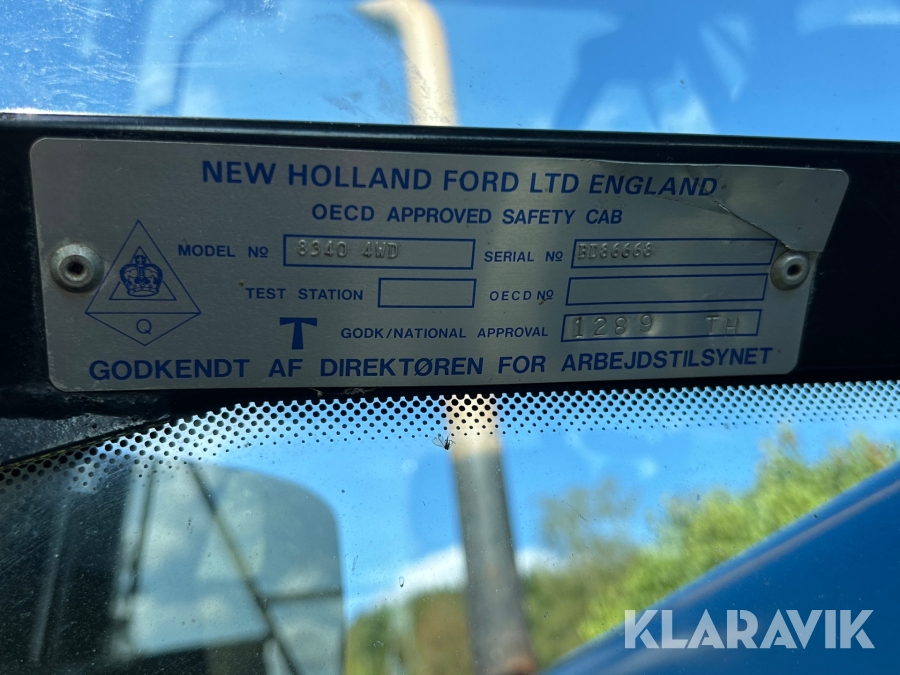 NEW HOLLAND FORD LTD ENGLAND
OECD APPROVED SAFETY CAB
MODEL Nº 8340 4WD SERIAL Nº BD86668
TEST STATION OECD Nº
Q T GODK/NATIONAL APPROVAL 1289 TH
GODKENDT AF DIREKTØREN FOR ARBEJDSTILSYNET
KLARAVIK